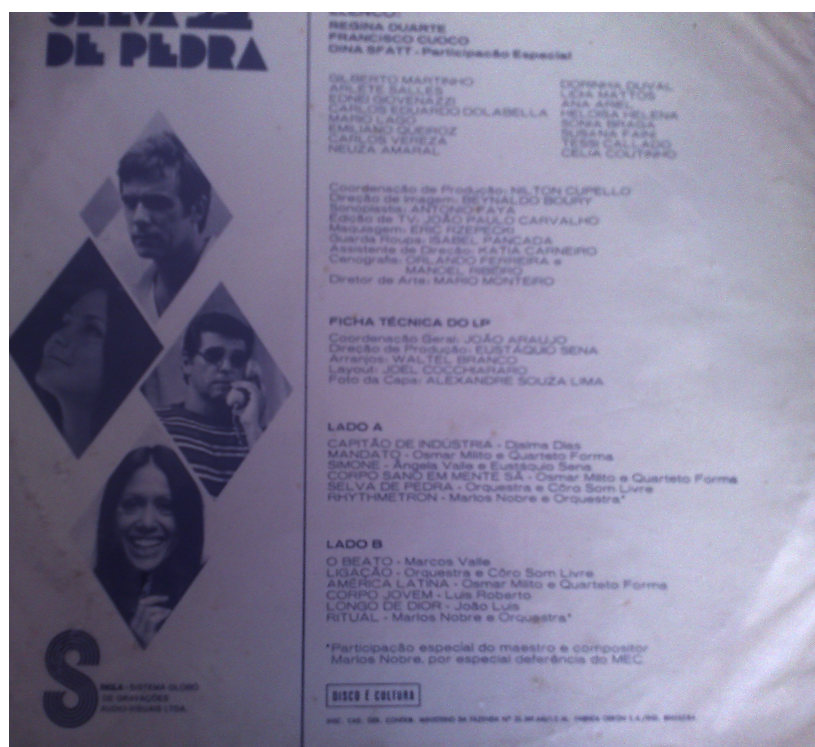 SELVA
DE PEDRA
ELENCO:
REGINA DUARTE
FRANCISCO CUOCO
DINA SFATT - Participação Especial
GILBERTO MARTINHO
ARLETE SALLES
EDNEI GIOVENAZZI
CARLOS EDUARDO DOLABELLA
MARIO LAGO
EMILIANO QUEIROZ
CARLOS VEREZA
NEUZA AMARAL
DORINHA DUVAL
LIDIA MATTOS
ANA ARIEL
HELOISA HELENA
SONIA BRAGA
SUSANA FAINI
TESSI CALLADO
CELIA COUTINHO
Coordenação de Produção: NILTON CUPELLO
Direção de Imagem: REYNALDO BOURY
Sonoplastia: ANTONIO FAYA
Edição de TV: JOÃO PAULO CARVALHO
Maquiagem: ERIC RZEPECKI
Guarda Roupa: ISABEL PANCADA
Assistente de Direção: KATIA CARNEIRO
Cenografia: ORLANDO FERREIRA e
MANOEL RIBEIRO
Diretor de Arte: MARIO MONTEIRO
FICHA TÉCNICA DO LP
Coordenação Geral: JOÃO ARAUJO
Direção de Produção: EUSTÁQUIO SENA
Arranjos: WALTEL BRANCO
Layout: JOEL COCCHIARARO
Foto da Capa: ALEXANDRE SOUZA LIMA
LADO A
CAPITÃO DE INDÚSTRIA - Djalma Dias
MANDATO - Osmar Milito e Quarteto Forma
SIMONE - Ângela Valle e Eustáquio Sena
CORPO SANO EM MENTE SÃ - Osmar Milito e Quarteto Forma
SELVA DE PEDRA - Orquestra e Côro Som Livre
RHYTHMETRON - Marlos Nobre e Orquestra*
LADO B
O BEATO - Marcos Valle
LIGAÇÃO - Orquestra e Côro Som Livre
AMÉRICA LATINA - Osmar Milito e Quarteto Forma
CORPO JOVEM - Luis Roberto
LONGO DE DIOR - João Luis
RITUAL - Marlos Nobre e Orquestra*
*Participação especial do maestro e compositor
Marlos Nobre, por especial deferência do MEC
DISCO É CULTURA
SIGLA - SISTEMA GLOBO
DE GRAVAÇÕES
AUDIO-VISUAIS LTDA.